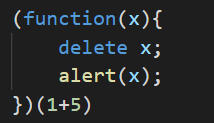 (function(x){
    delete x;
    alert(x);
})(1+5)